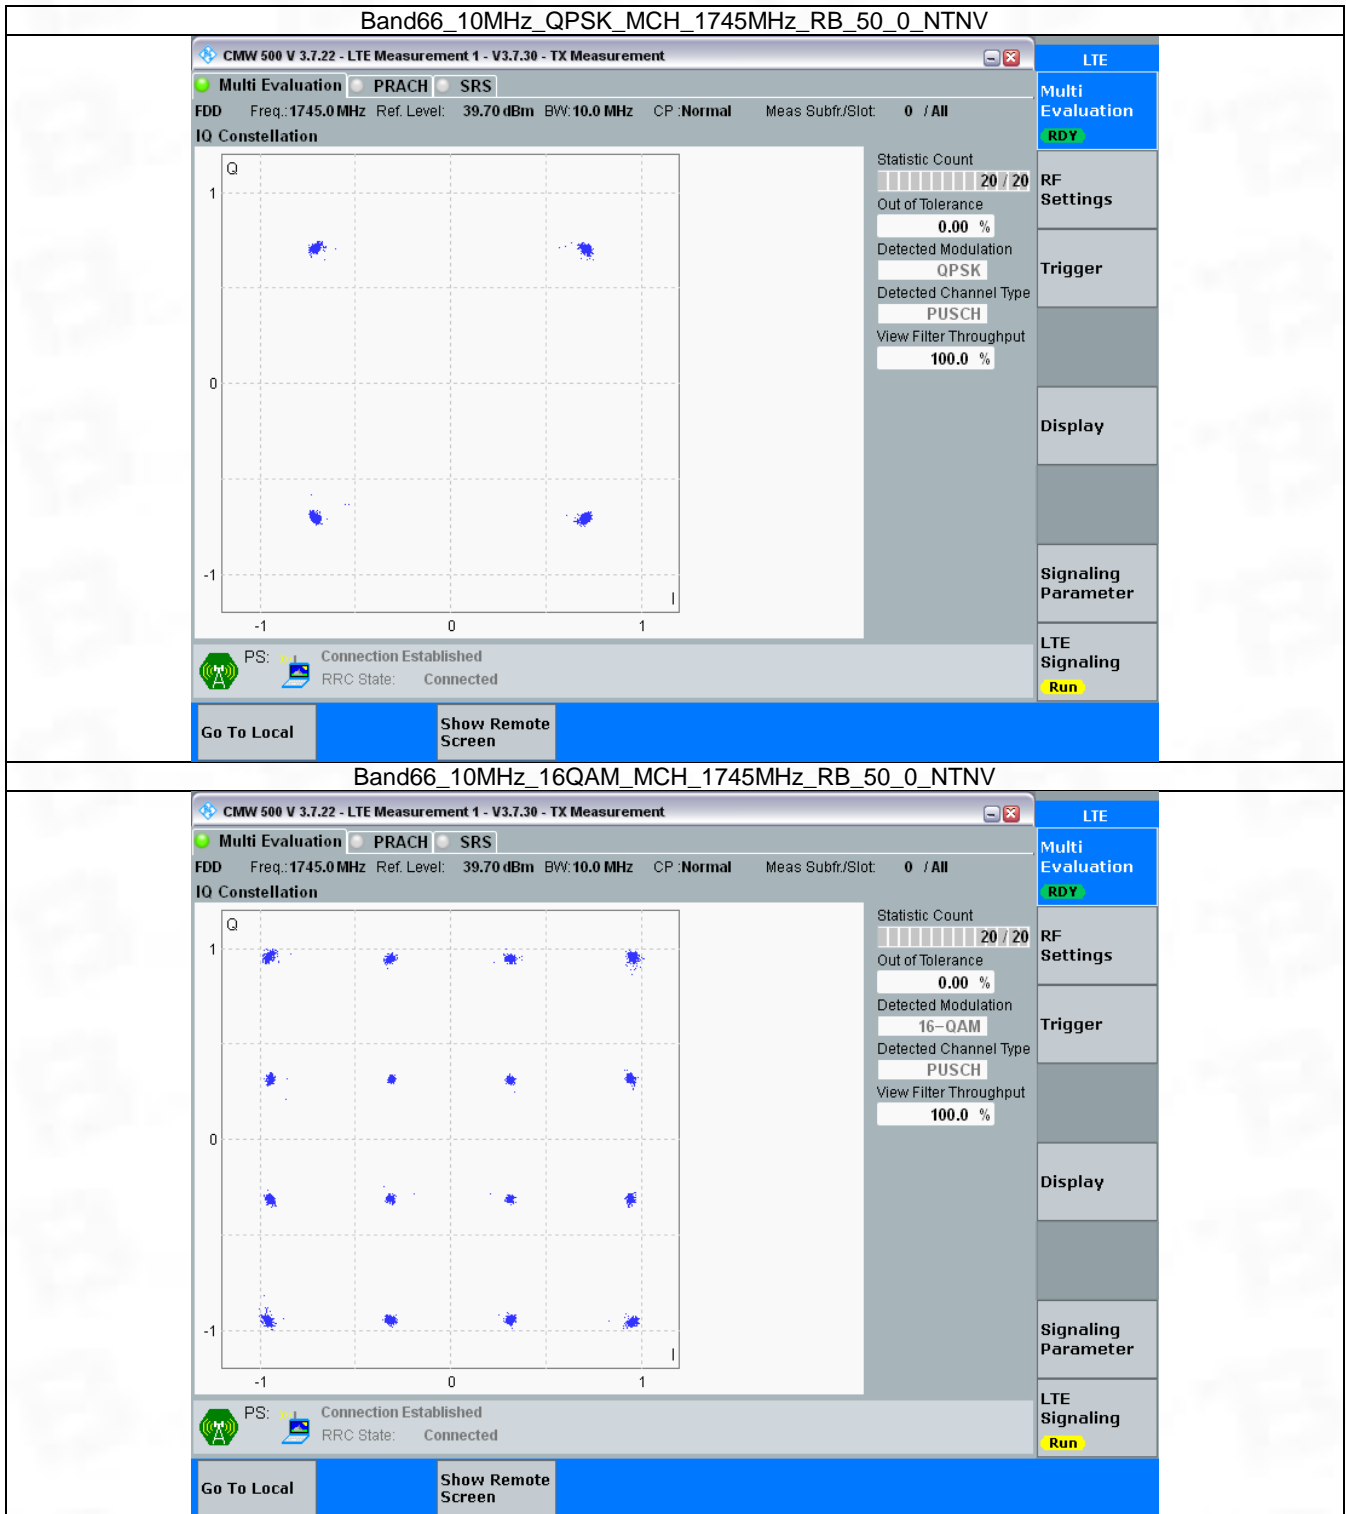 Band66_10MHz_QPSK_MCH_1745MHz_RB_50_0_NTNV
CMW 500 V 3.7.22 - LTE Measurement 1 - V3.7.30 - TX Measurement
LTE
Multi Evaluation PRACH SRS
Multi
Evaluation
RDY
FDD Freq.: 1745.0 MHz Ref. Level: 39.70 dBm BW: 10.0 MHz CP : Normal Meas Subfr./Slot: 0 / All
IQ Constellation
Q
1
0
-1
I
-1 0 1
Statistic Count
20 / 20
Out of Tolerance
0.00 %
Detected Modulation
QPSK
Detected Channel Type
PUSCH
View Filter Throughput
100.0 %
RF
Settings
Trigger
Display
Signaling
Parameter
LTE
Signaling
Run
PS: Connection Established
RRC State: Connected
Go To Local
Show Remote
Screen
Band66_10MHz_16QAM_MCH_1745MHz_RB_50_0_NTNV
CMW 500 V 3.7.22 - LTE Measurement 1 - V3.7.30 - TX Measurement
LTE
Multi Evaluation PRACH SRS
Multi
Evaluation
RDY
FDD Freq.: 1745.0 MHz Ref. Level: 39.70 dBm BW: 10.0 MHz CP : Normal Meas Subfr./Slot: 0 / All
IQ Constellation
Q
1
0
-1
I
-1 0 1
Statistic Count
20 / 20
Out of Tolerance
0.00 %
Detected Modulation
16-QAM
Detected Channel Type
PUSCH
View Filter Throughput
100.0 %
RF
Settings
Trigger
Display
Signaling
Parameter
LTE
Signaling
Run
PS: Connection Established
RRC State: Connected
Go To Local
Show Remote
Screen